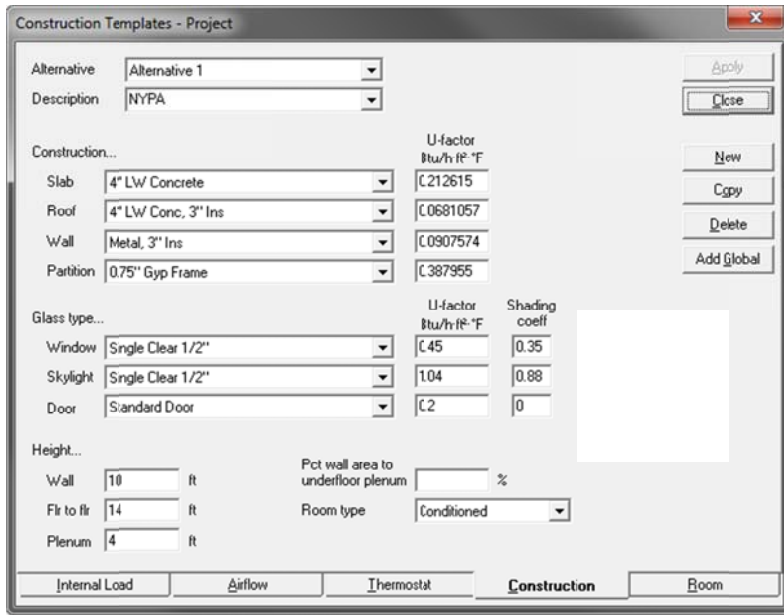 Construction Templates - Project
Alternative Alternative 1 Apply
Description NYPA Close
Construction... U-factor
Btu/h·ft²·°F New
Slab 4" LW Concrete 0.212615 Copy
Roof 4" LW Conc, 3" Ins 0.0681057 Delete
Wall Metal, 3" Ins 0.0907574 Add Global
Partition 0.75" Gyp Frame 0.387955
Glass type... U-factor Shading
Btu/h·ft²·°F coeff
Window Single Clear 1/2" 0.45 0.35
Skylight Single Clear 1/2" 1.04 0.88
Door Standard Door 0.2 0
Height... Pct wall area to
Wall 10 ft underfloor plenum %
Flr to flr 14 ft Room type Conditioned
Plenum 4 ft
Internal Load Airflow Thermostat Construction Room